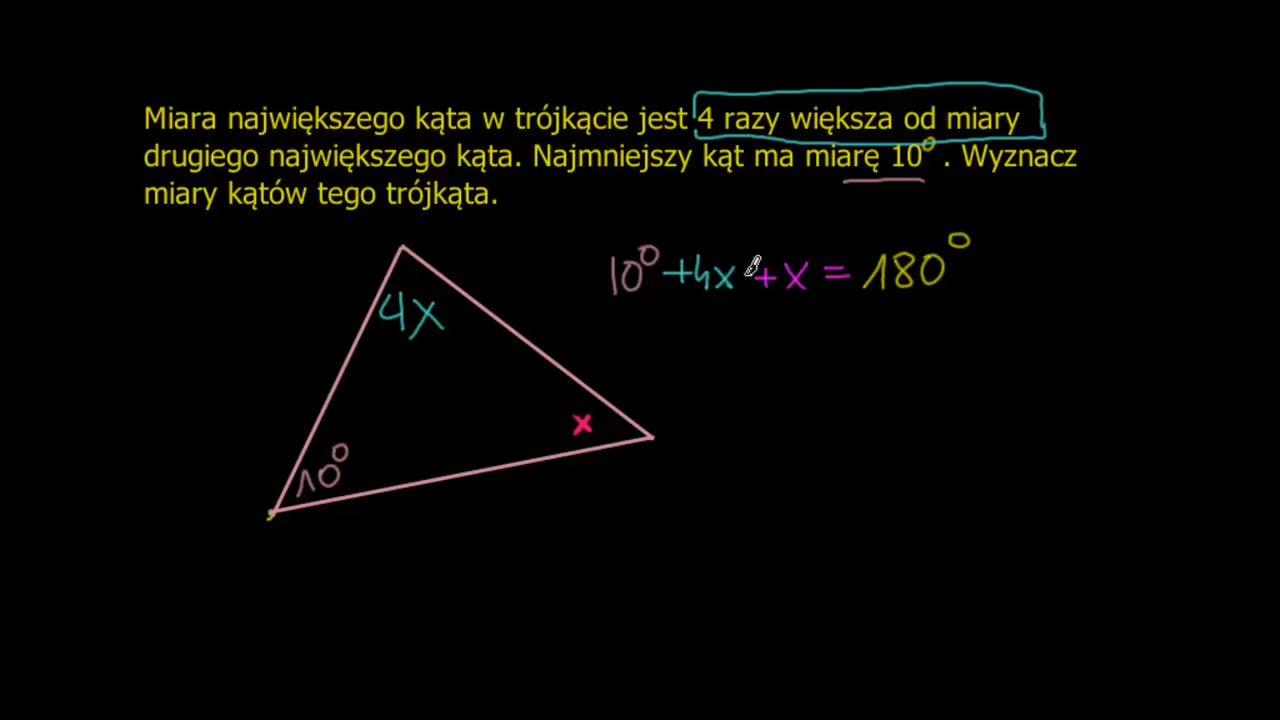 Miara największego kąta w trójkącie jest 4 razy większa od miary
drugiego największego kąta. Najmniejszy kąt ma miarę 10° . Wyznacz
miary kątów tego trójkąta.
10° + 4x + x = 180°
4x
x
10°